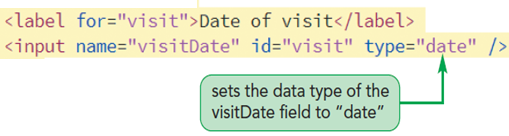 <label for="visit">Date of visit</label>
<input name="visitDate" id="visit" type="date" />
sets the data type of the
visitDate field to “date”